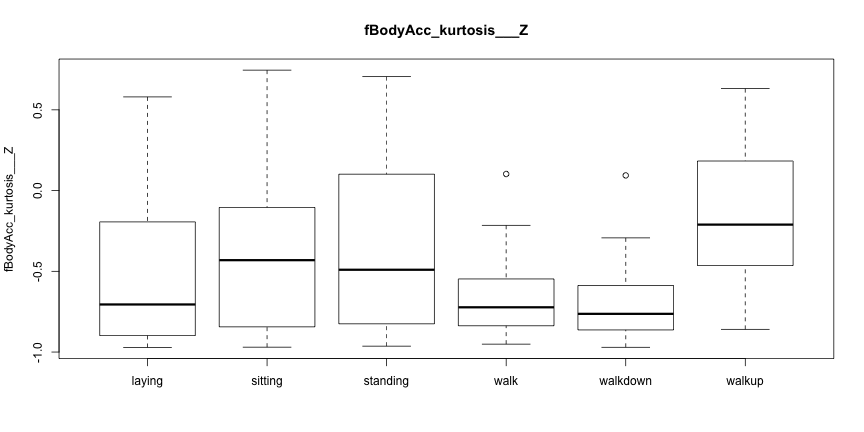 fBodyAcc_kurtosis___Z
fBodyAcc_kurtosis___Z
0.5
0.0
-0.5
-1.0
laying sitting standing walk walkdown walkup